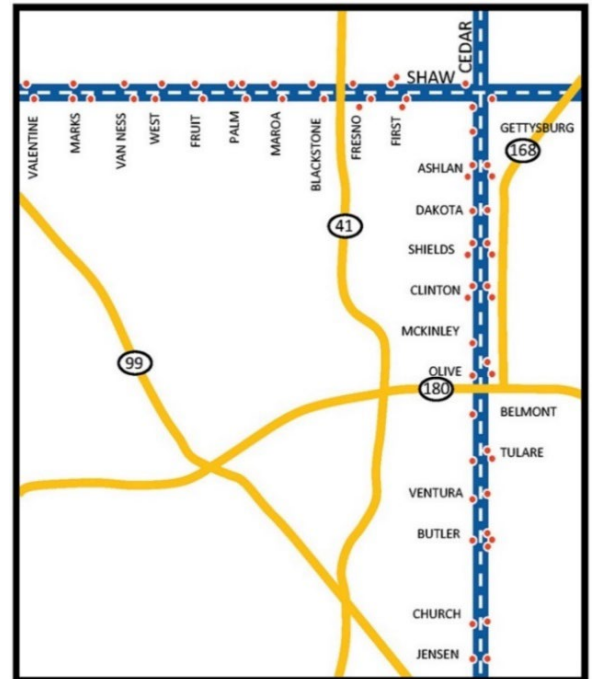 CEDAR
SHAW
VALENTINE
MARKS
VAN NESS
WEST
FRUIT
PALM
MAROA
BLACKSTONE
FRESNO
FIRST
GETTYSBURG
168
ASHLAN
DAKOTA
41
SHIELDS
CLINTON
MCKINLEY
99
OLIVE
180
BELMONT
TULARE
VENTURA
BUTLER
CHURCH
JENSEN